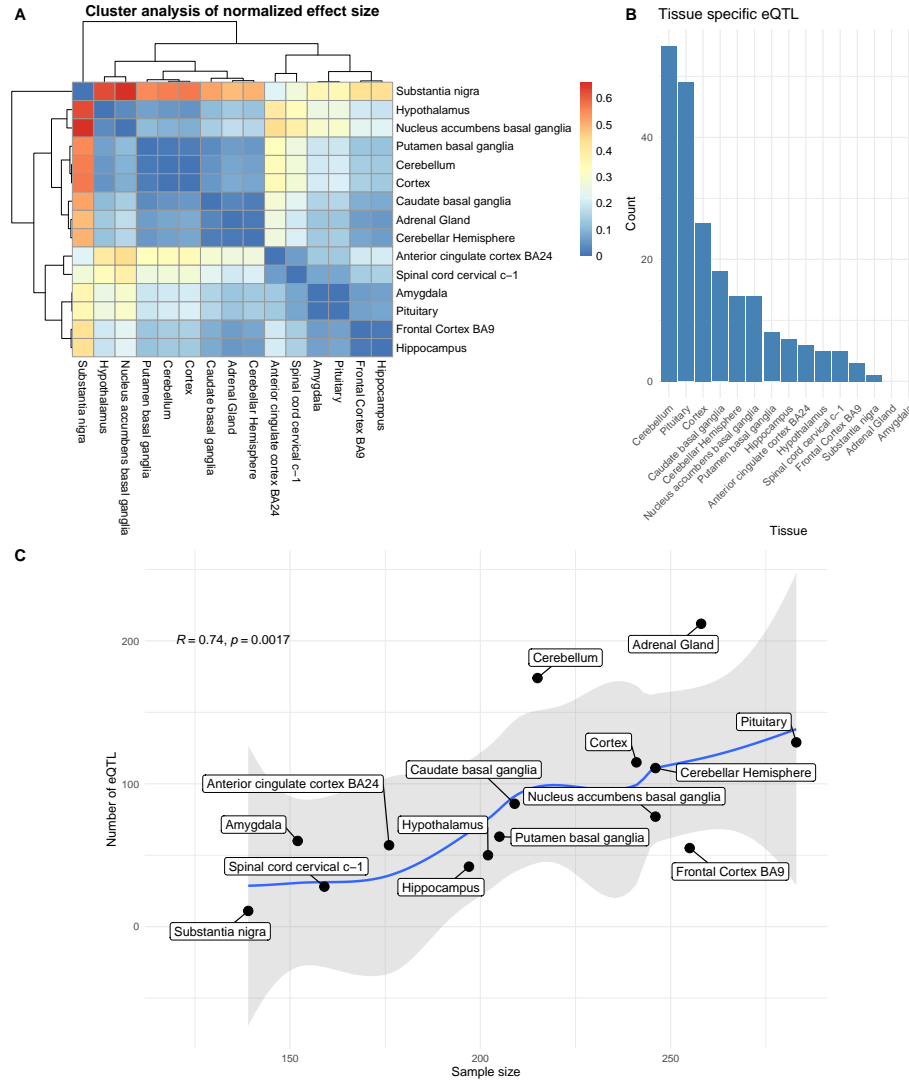 A
Cluster analysis of normalized effect size
Substantia nigra
Hypothalamus
Nucleus accumbens basal ganglia
Putamen basal ganglia
Cerebellum
Cortex
Caudate basal ganglia
Adrenal Gland
Cerebellar Hemisphere
Anterior cingulate cortex BA24
Spinal cord cervical c−1
Amygdala
Pituitary
Frontal Cortex BA9
Hippocampus
0.6
0.5
0.4
0.3
0.2
0.1
0
Substantia nigra
Hypothalamus
Nucleus accumbens basal ganglia
Putamen basal ganglia
Cerebellum
Cortex
Caudate basal ganglia
Adrenal Gland
Cerebellar Hemisphere
Anterior cingulate cortex BA24
Spinal cord cervical c−1
Amygdala
Pituitary
Frontal Cortex BA9
Hippocampus
B
Tissue specific eQTL
Count
40
20
0
Cerebellum
Pituitary
Cortex
Caudate basal ganglia
Cerebellar Hemisphere
Nucleus accumbens basal ganglia
Putamen basal ganglia
Hippocampus
Anterior cingulate cortex BA24
Hypothalamus
Spinal cord cervical c−1
Frontal Cortex BA9
Substantia nigra
Adrenal Gland
Amygdala
Tissue
C
R = 0.74, p = 0.0017
Number of eQTL
200
100
0
Adrenal Gland
Cerebellum
Pituitary
Cortex
Caudate basal ganglia
Cerebellar Hemisphere
Anterior cingulate cortex BA24
Nucleus accumbens basal ganglia
Amygdala
Hypothalamus
Putamen basal ganglia
Spinal cord cervical c−1
Hippocampus
Frontal Cortex BA9
Substantia nigra
150
200
250
Sample size